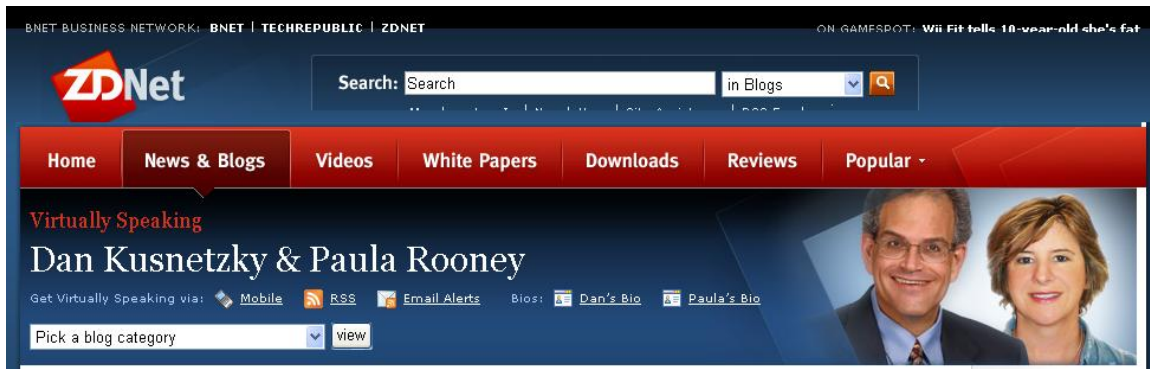 BNET BUSINESS NETWORK: BNET | TECHREPUBLIC | ZDNET
ON GAMESPOT: Wii Fit tells 10-year-old she's fat
ZDNet
Search: Search in Blogs
Home News & Blogs Videos White Papers Downloads Reviews Popular
Virtually Speaking
Dan Kusnetzky & Paula Rooney
Get Virtually Speaking via: Mobile RSS Email Alerts Bios: Dan's Bio Paula's Bio
Pick a blog category view